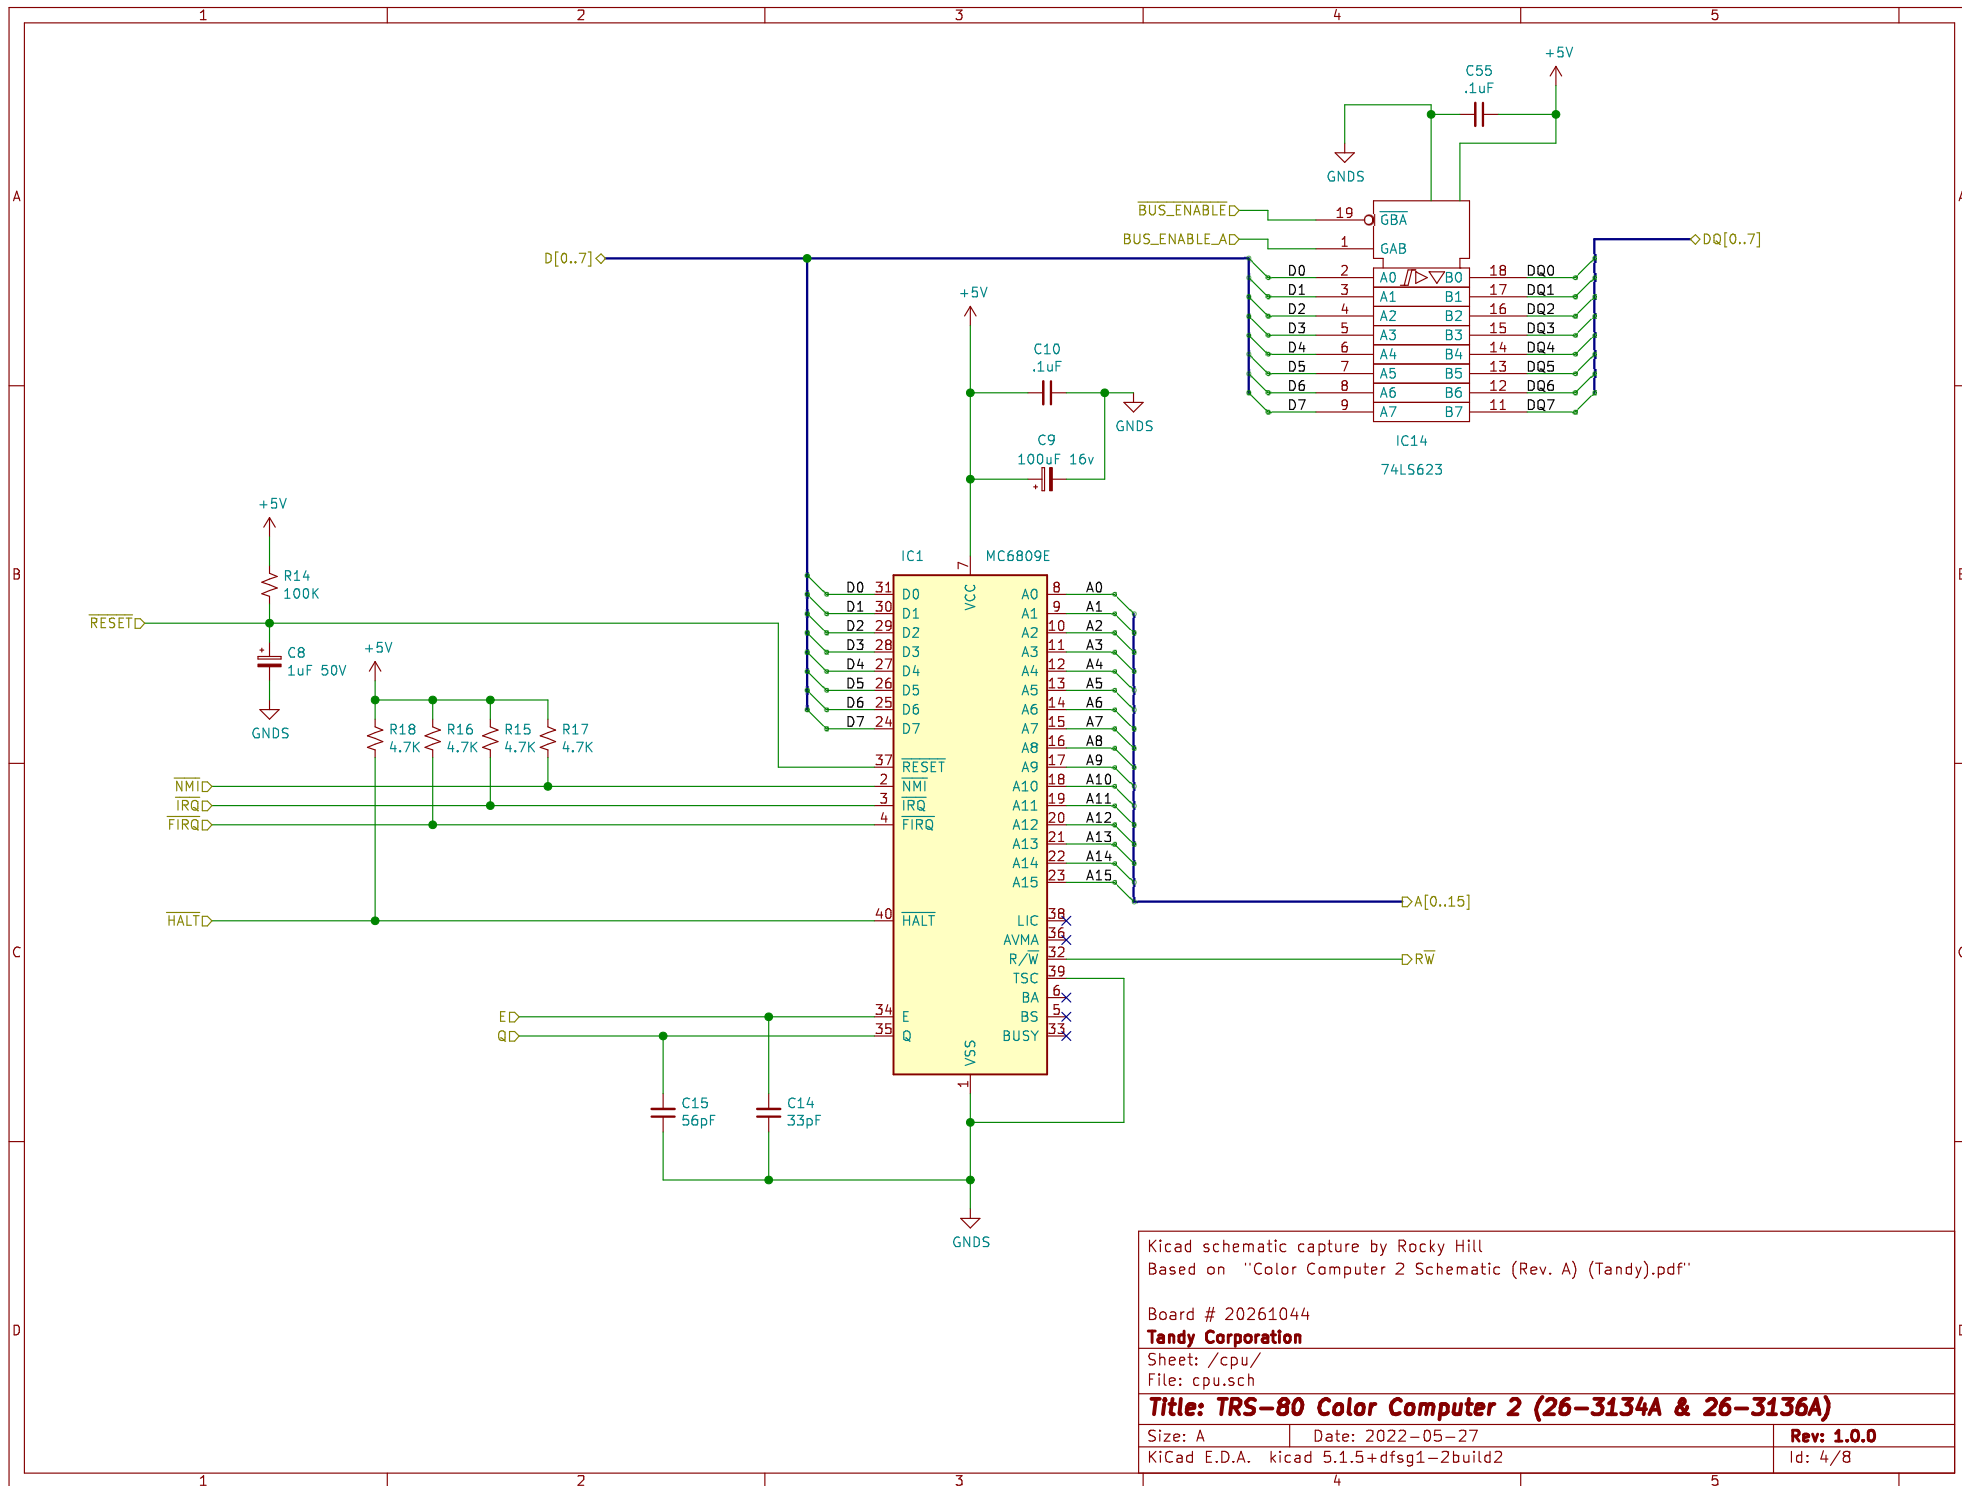 1 2 3 4 5
A
B
C
D
+5V
C55
.1uF
GNDS
BUS_ENABLE
BUS_ENABLE_A
19 GBA
1 GAB
D[0..7]
DQ[0..7]
D0 2 A0 B0 18 DQ0
D1 3 A1 B1 17 DQ1
D2 4 A2 B2 16 DQ2
D3 5 A3 B3 15 DQ3
D4 6 A4 B4 14 DQ4
D5 7 A5 B5 13 DQ5
D6 8 A6 B6 12 DQ6
D7 9 A7 B7 11 DQ7
IC14
74LS623
+5V
C10
.1uF
GNDS
C9
100uF 16v
+
+5V
R14
100K
RESET
+
C8
1uF 50V
GNDS
+5V
R18
4.7K
R16
4.7K
R15
4.7K
R17
4.7K
NMI
IRQ
FIRQ
HALT
E
Q
IC1 MC6809E
7
VCC
D0 31 D0 A0 8 A0
D1 30 D1 A1 9 A1
D2 29 D2 A2 10 A2
D3 28 D3 A3 11 A3
D4 27 D4 A4 12 A4
D5 26 D5 A5 13 A5
D6 25 D6 A6 14 A6
D7 24 D7 A7 15 A7
A8 16 A8
37 RESET A9 17 A9
2 NMI A10 18 A10
3 IRQ A11 19 A11
4 FIRQ A12 20 A12
A13 21 A13
A14 22 A14
A15 23 A15
A[0..15]
40 HALT LIC 38
AVMA 36
R/W 32
RW
TSC 39
BA 6
34 E BS 5
35 Q BUSY 33
VSS
1
C15
56pF
C14
33pF
GNDS
Kicad schematic capture by Rocky Hill
Based on "Color Computer 2 Schematic (Rev. A) (Tandy).pdf"
Board # 20261044
Tandy Corporation
Sheet: /cpu/
File: cpu.sch
Title: TRS-80 Color Computer 2 (26-3134A & 26-3136A)
Size: A Date: 2022-05-27 Rev: 1.0.0
KiCad E.D.A. kicad 5.1.5+dfsg1-2build2 Id: 4/8
1 2 3 4 5